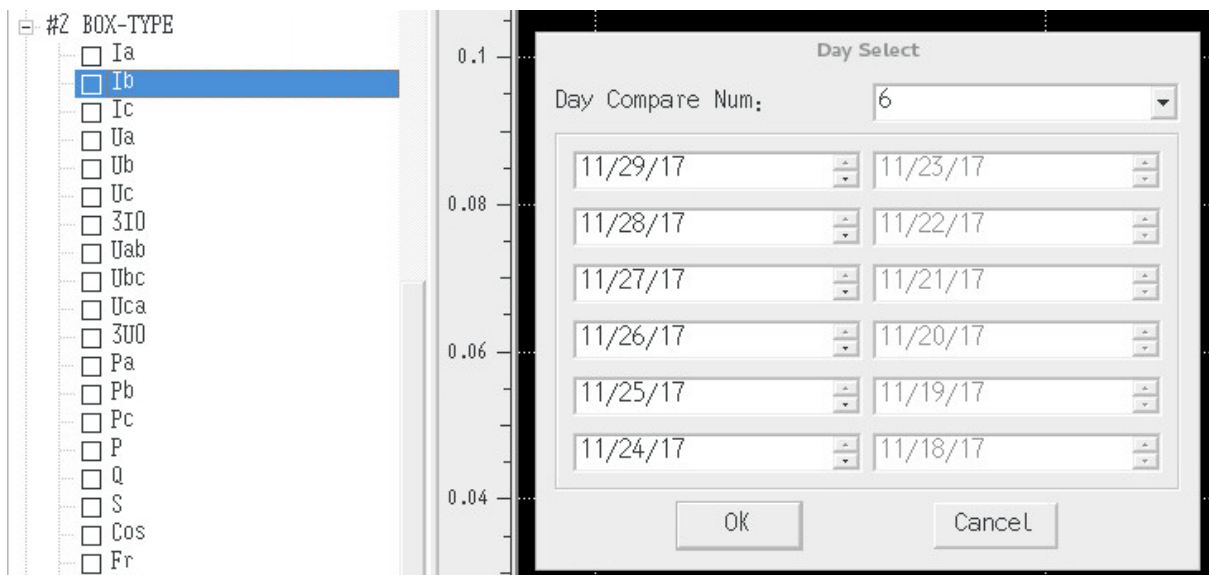 #2 BOX-TYPE
Ia
Ib
Ic
Ua
Ub
Uc
3I0
Uab
Ubc
Uca
3U0
Pa
Pb
Pc
P
Q
S
Cos
Fr
0.1
0.08
0.06
0.04
Day Select
Day Compare Num: 6
11/29/17 11/23/17
11/28/17 11/22/17
11/27/17 11/21/17
11/26/17 11/20/17
11/25/17 11/19/17
11/24/17 11/18/17
OK Cancel